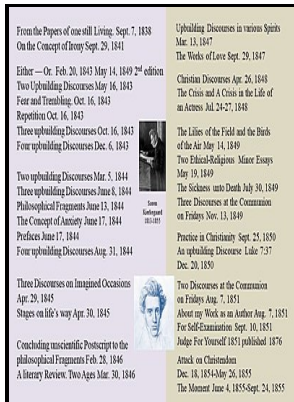 From the Papers of one still Living. Sept. 7, 1838
On the Concept of Irony Sept. 29, 1841
Either — Or. Feb. 20, 1843 May 14, 1849 2nd edition
Two Upbuilding Discourses May 16, 1843
Fear and Trembling. Oct. 16, 1843
Repetition Oct. 16, 1843
Three upbuilding Discourses Oct. 16, 1843
Four upbuilding Discourses Dec. 6, 1843
Two upbuilding Discourses Mar. 5, 1844
Three upbuilding Discourses June 8, 1844
Philosophical Fragments June 13, 1844
The Concept of Anxiety June 17, 1844
Prefaces June 17, 1844
Four upbuilding Discourses Aug. 31, 1844
Three Discourses on Imagined Occasions
Apr. 29, 1845
Stages on life's way Apr. 30, 1845
Concluding unscientific Postscript to the
philosophical Fragments Feb. 28, 1846
A literary Review. Two Ages Mar. 30, 1846
Soren
Kierkegaard
1813-1855
Upbuilding Discourses in various Spirits
Mar. 13, 1847
The Works of Love Sept. 29, 1847
Christian Discourses Apr. 26, 1848
The Crisis and A Crisis in the Life of
an Actress Jul. 24-27, 1848
The Lilies of the Field and the Birds
of the Air May 14, 1849
Two Ethical-Religious Minor Essays
May 19, 1849
The Sickness unto Death July 30, 1849
Three Discourses at the Communion
on Fridays Nov. 13, 1849
Practice in Christianity Sept. 25, 1850
An upbuilding Discourse Luke 7:37
Dec. 20, 1850
Two Discourses at the Communion
on Fridays Aug. 7, 1851
About my Work as an Author Aug. 7, 1851
For Self-Examination Sept. 10, 1851
Judge For Yourself 1851 published 1876
Attack on Christendom
Dec. 18, 1854-May 26, 1855
The Moment June 4, 1855-Sept. 24, 1855